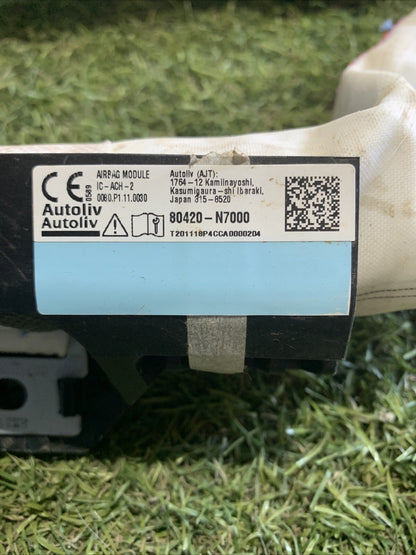 CE
0589
AIRBAG MODULE
IC-ACH-2
0080.P1.11.0030
Autoliv
Autoliv
Autoliv (AJT):
1764-12 Kamiinayoshi,
Kasumigaura-shi Ibaraki,
Japan 315-8520
80420-N7000
T201118P4CCA0000204